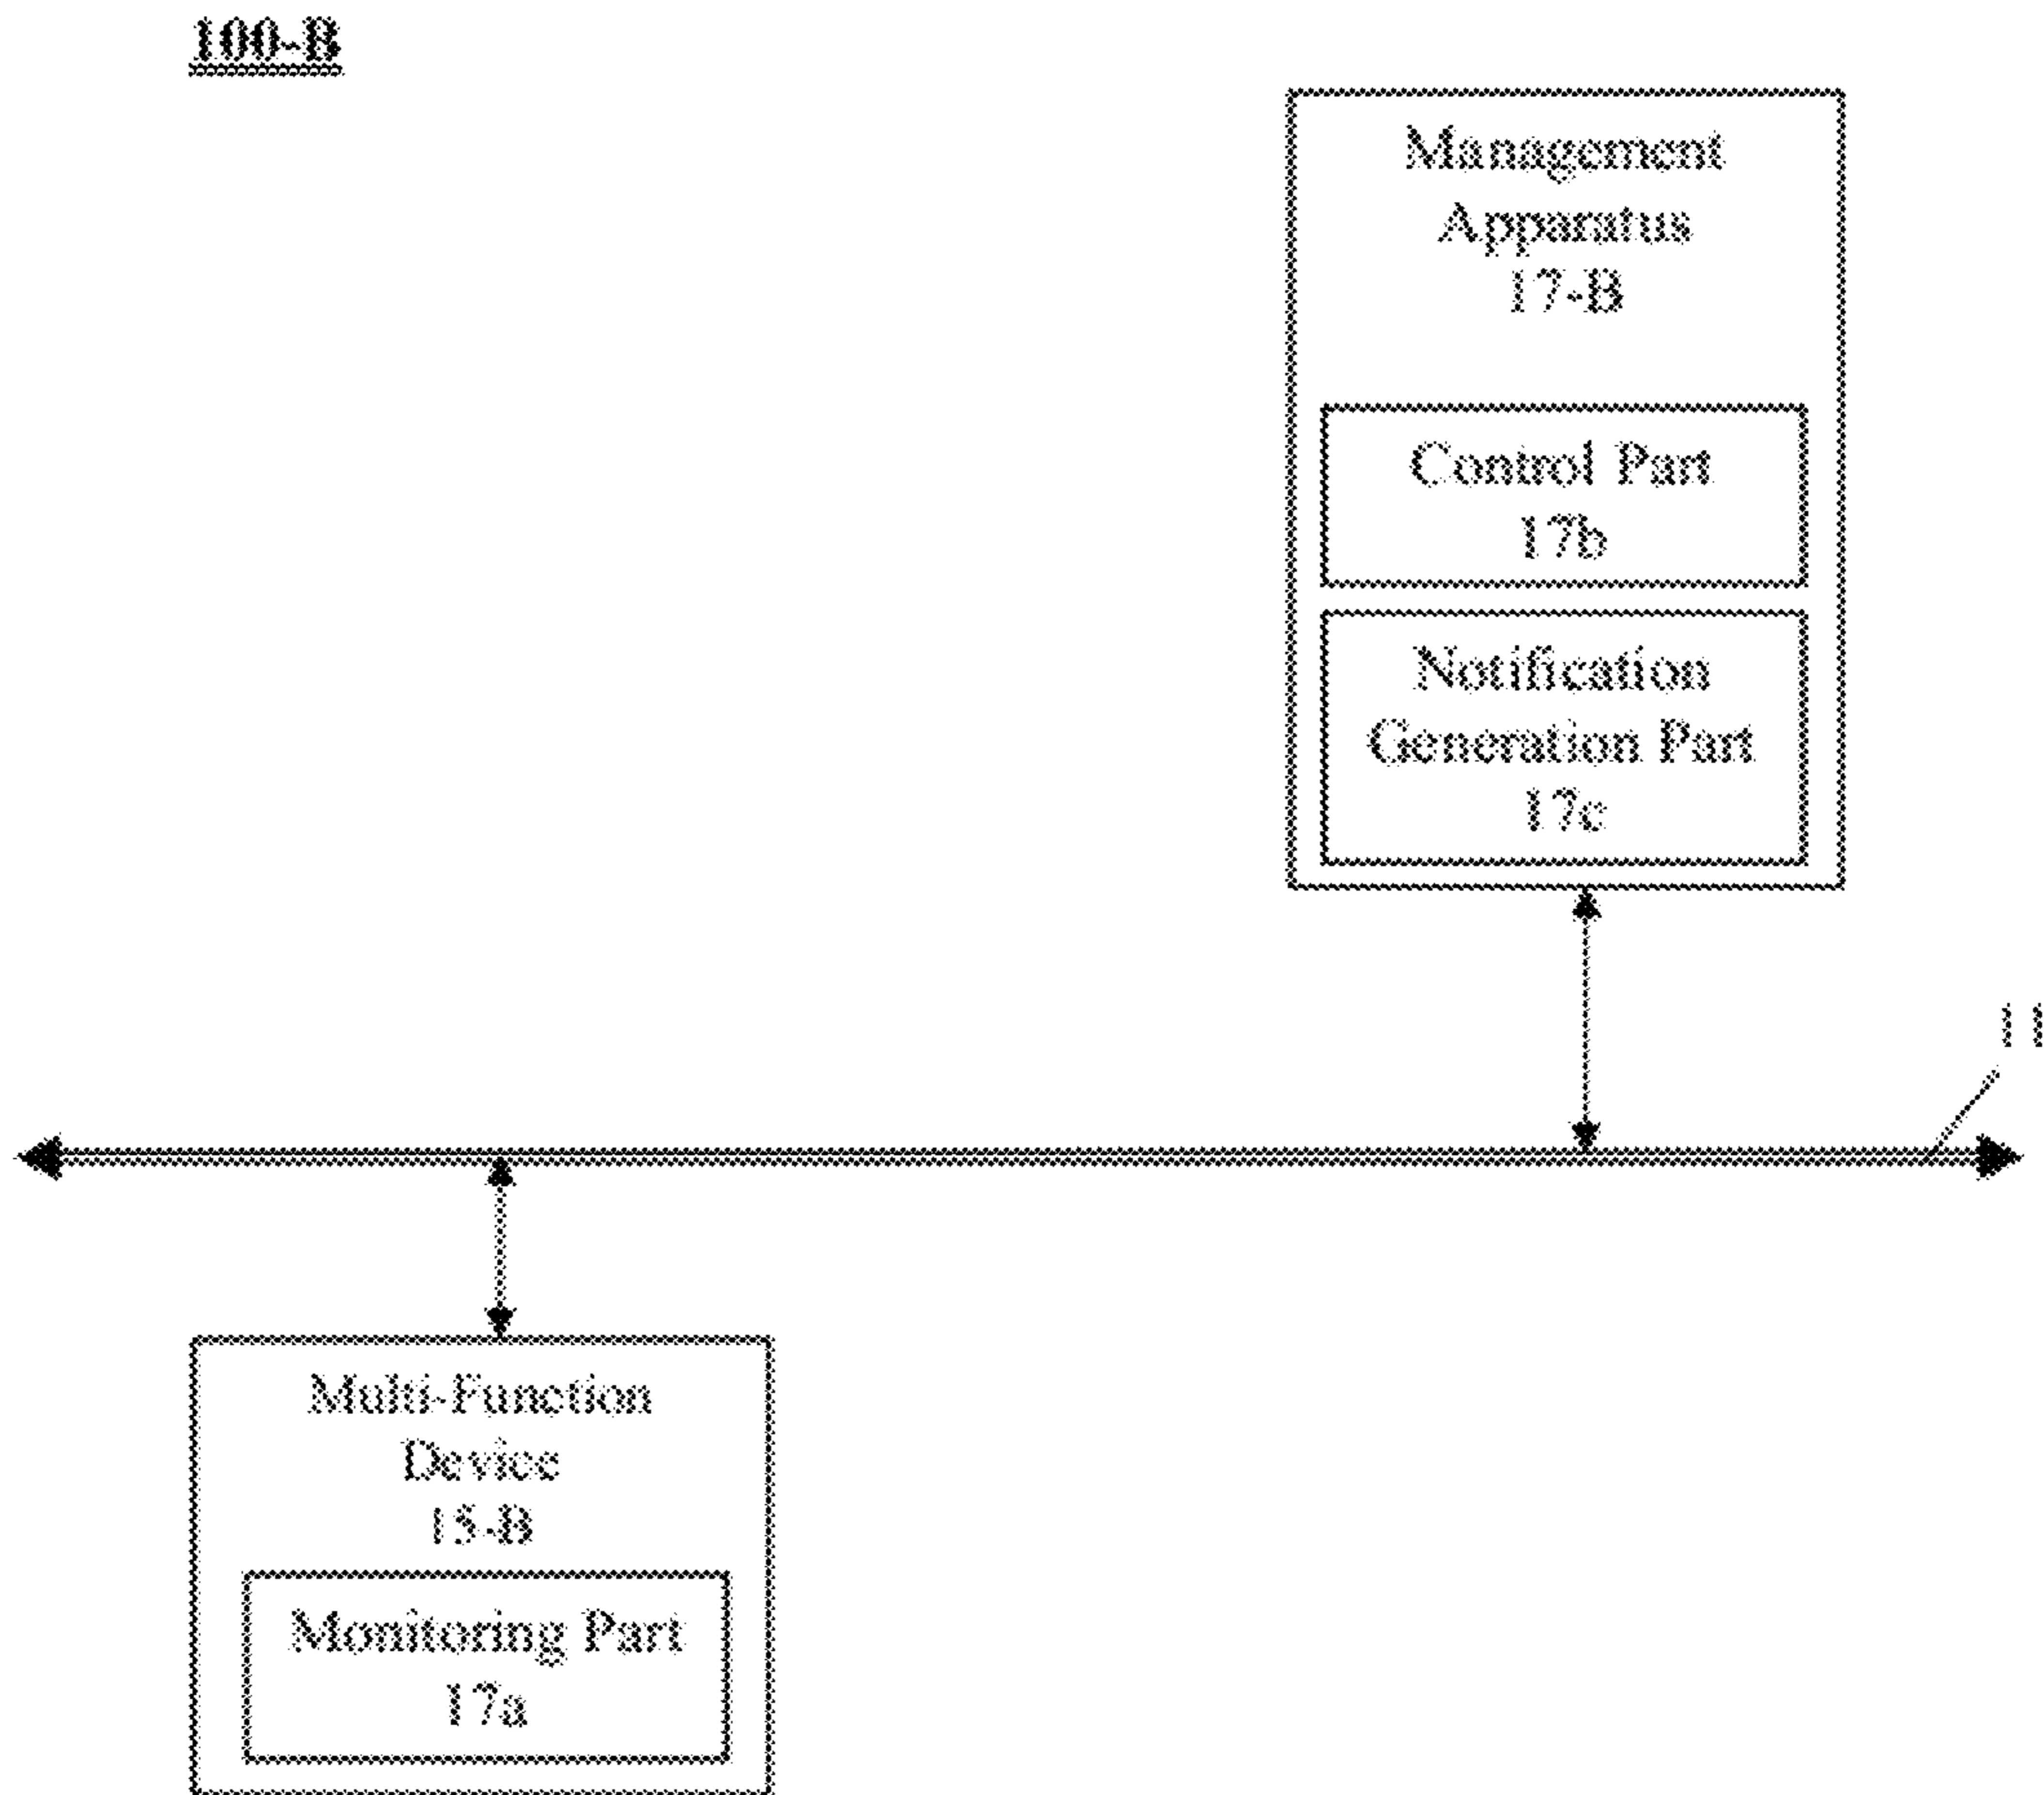 100-B
Management
Apparatus
17-B
Control Part
17b
Notification
Generation Part
17c
11
Multi-Function
Device
15-B
Monitoring Part
17a